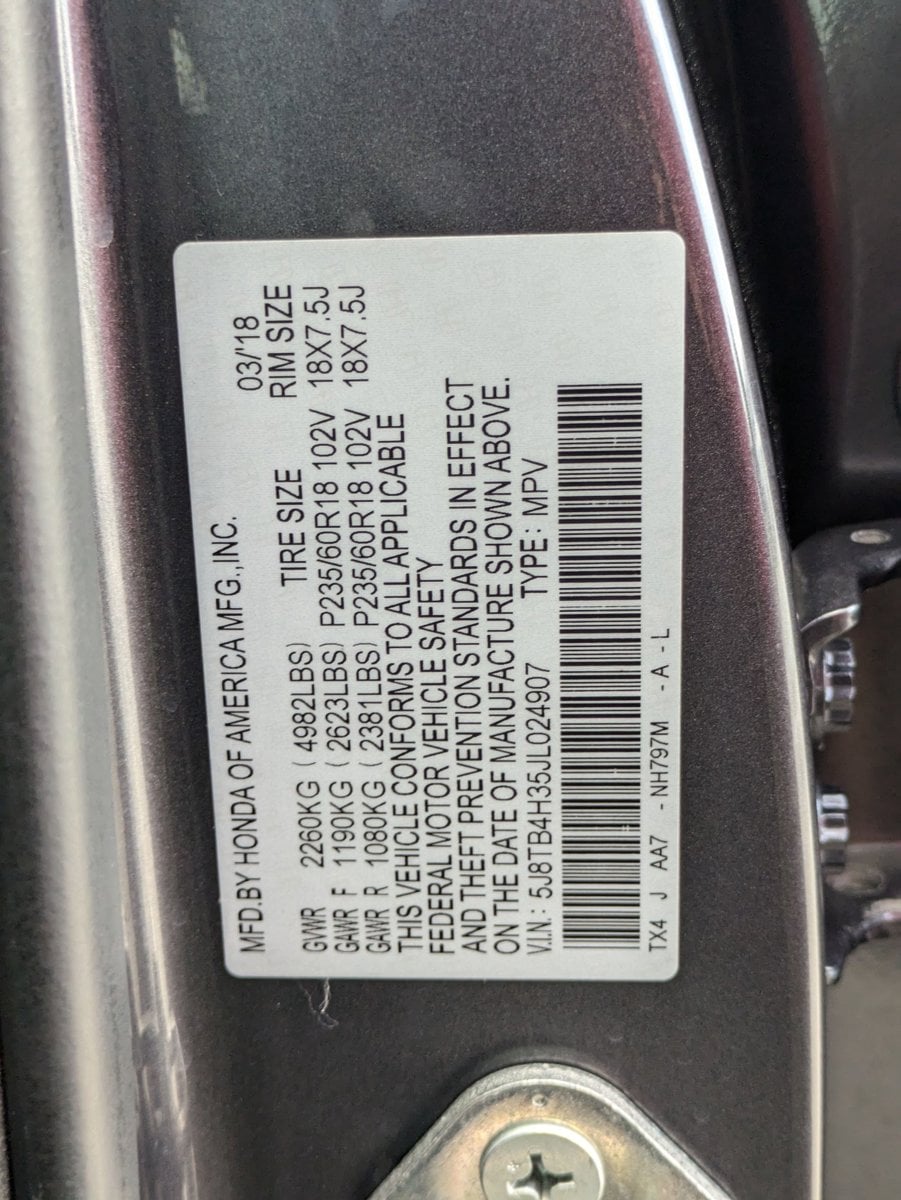 MFD.BY HONDA OF AMERICA MFG.,INC. 03/'18
TIRE SIZE RIM SIZE
GVWR 2260KG ( 4982LBS)
GAWR F 1190KG ( 2623LBS) P235/60R18 102V 18X7.5J
GAWR R 1080KG ( 2381LBS) P235/60R18 102V 18X7.5J
THIS VEHICLE CONFORMS TO ALL APPLICABLE
FEDERAL MOTOR VEHICLE SAFETY
AND THEFT PREVENTION STANDARDS IN EFFECT
ON THE DATE OF MANUFACTURE SHOWN ABOVE.
V.I.N.: 5J8TB4H35JL024907 TYPE: MPV
TX4 J AA7 - NH797M - A - L